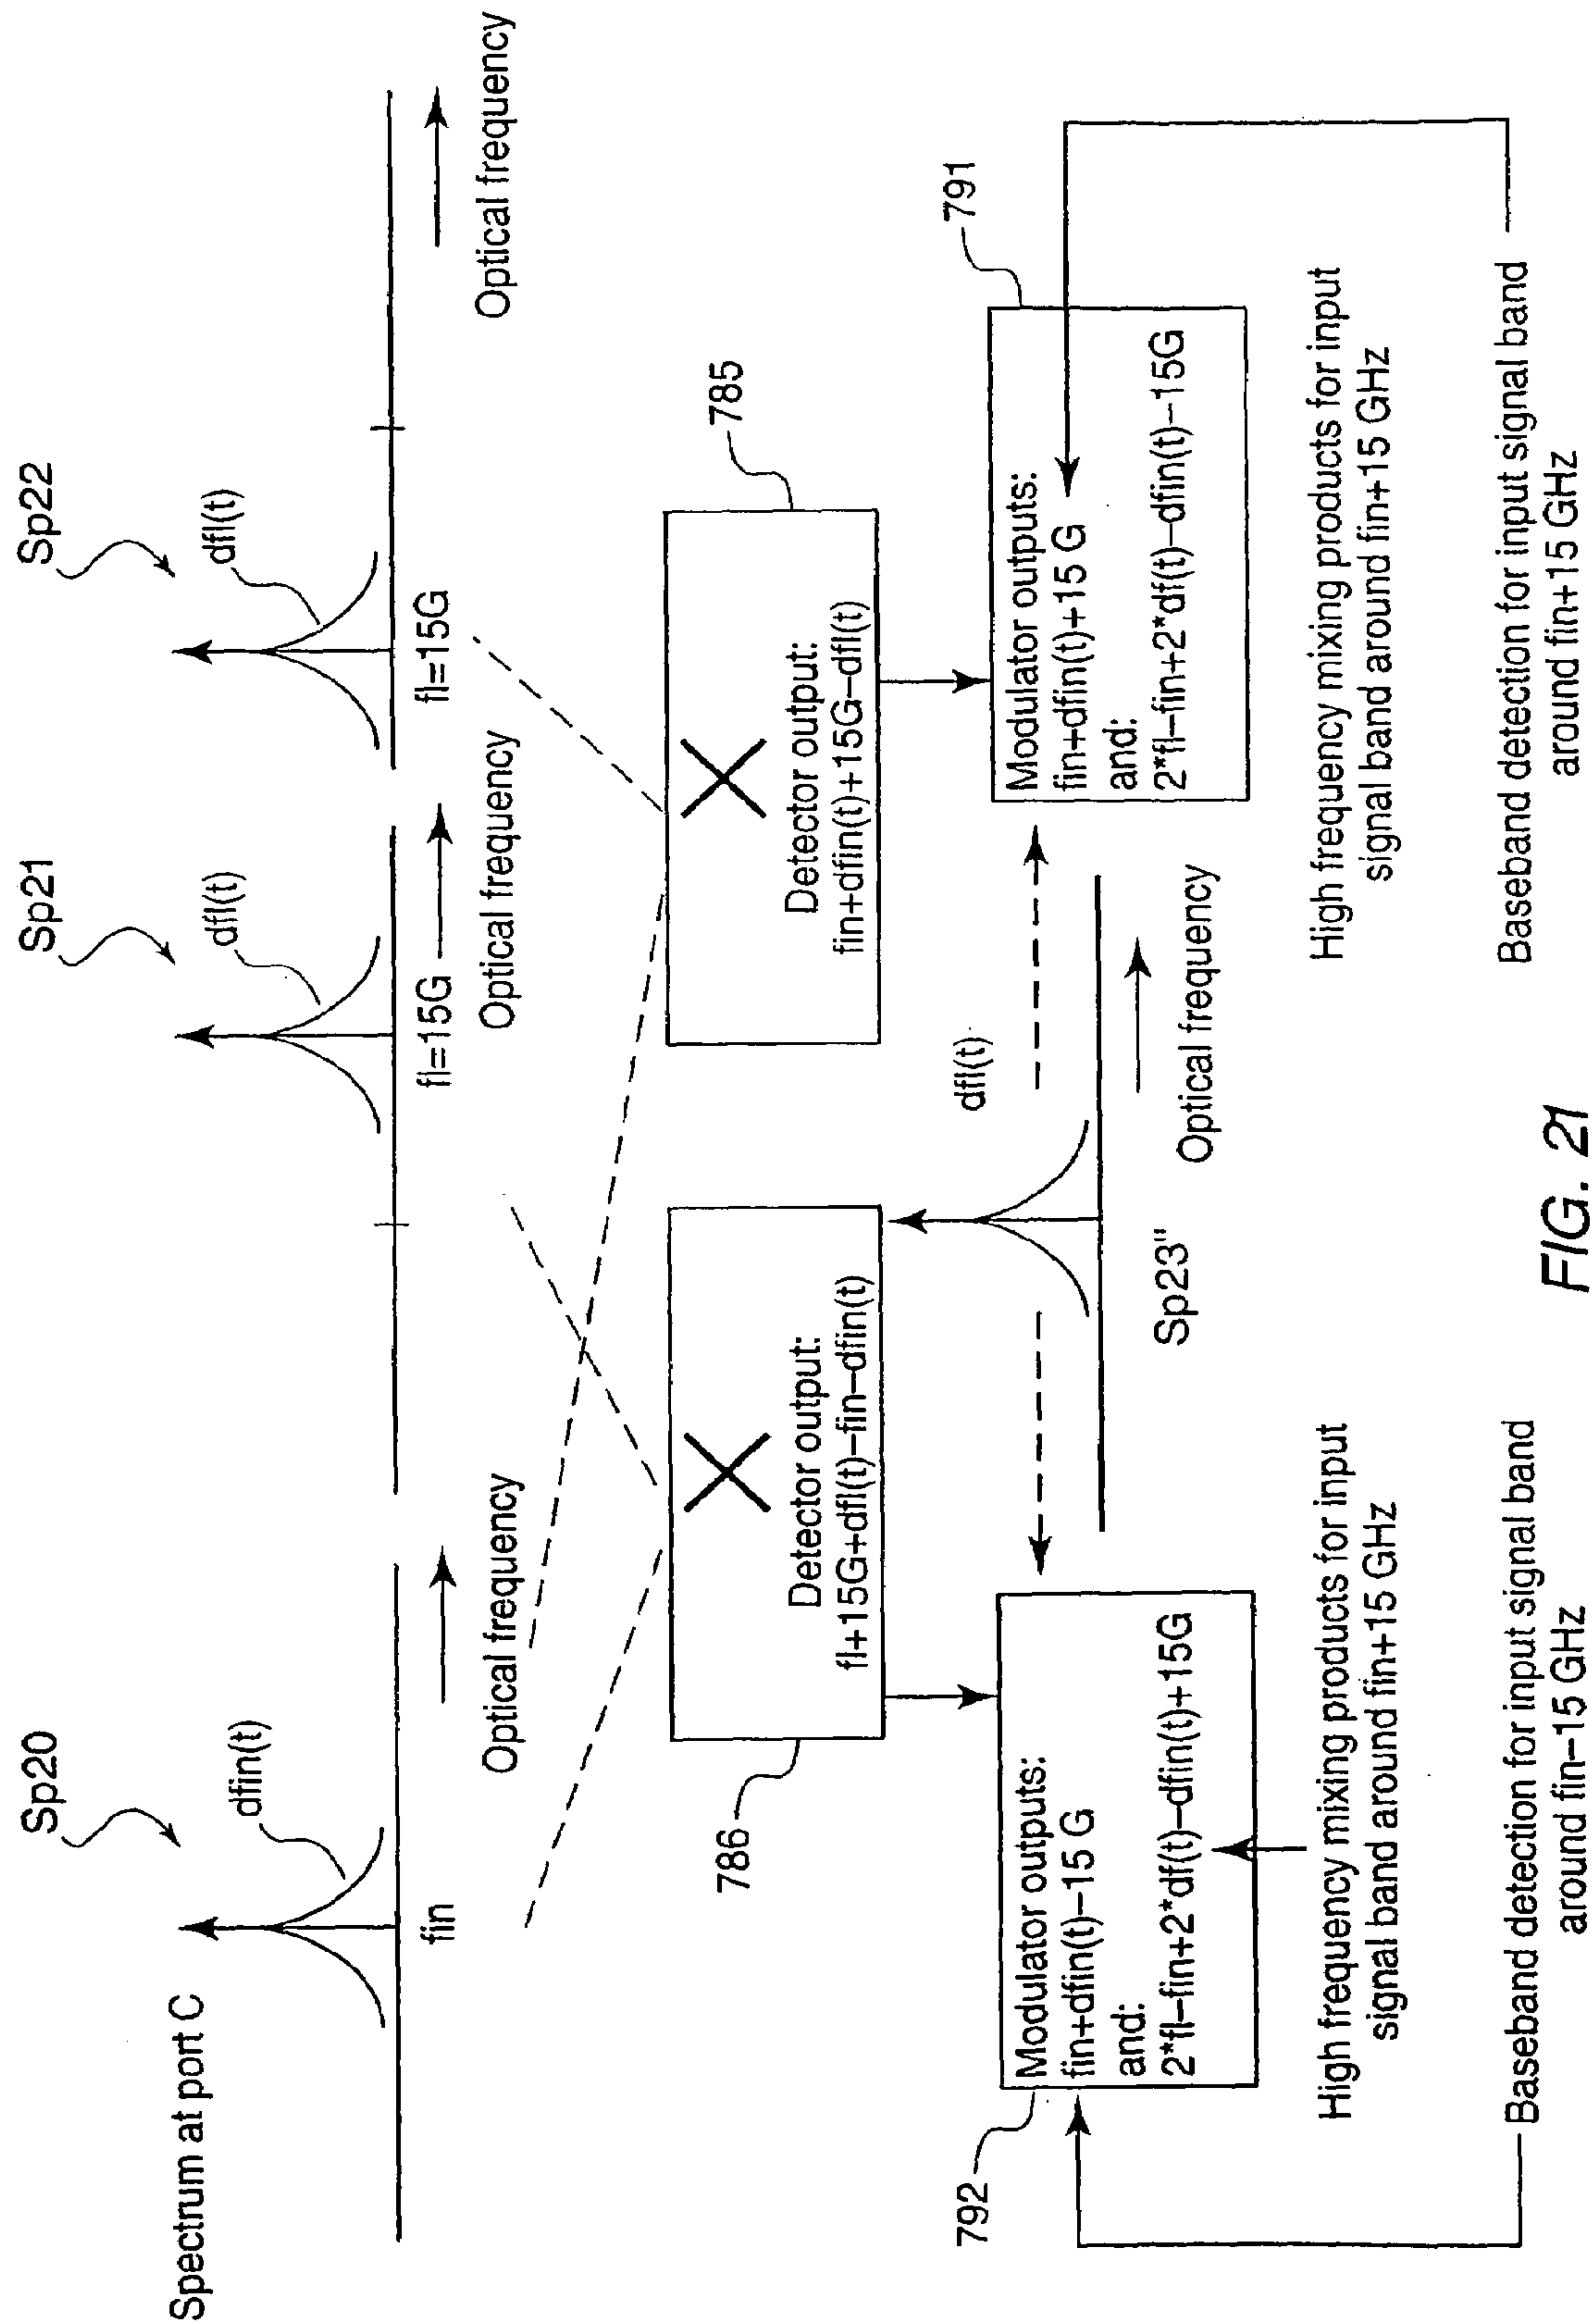 Spectrum at port C
Sp20
dfin(t)
fin
Optical frequency
Sp21
dfl(t)
fl=15G
Optical frequency
Sp22
dfl(t)
fl=15G
Optical frequency
786
Detector output:
fl+15G+dfl(t)–fin–dfin(t)
785
Detector output:
fin+dfin(t)+15G–dfl(t)
792
Modulator outputs:
fin+dfin(t)–15 G
and:
2*fl–fin+2*df(t)–dfin(t)+15G
Sp23"
dfl(t)
Optical frequency
791
Modulator outputs:
fin+dfin(t)+15 G
and:
2*fl–fin+2*df(t)–dfin(t)–15G
High frequency mixing products for input
signal band around fin+15 GHz
High frequency mixing products for input
signal band around fin+15 GHz
Baseband detection for input signal band
around fin–15 GHz
Baseband detection for input signal band
around fin+15 GHz
FIG. 21